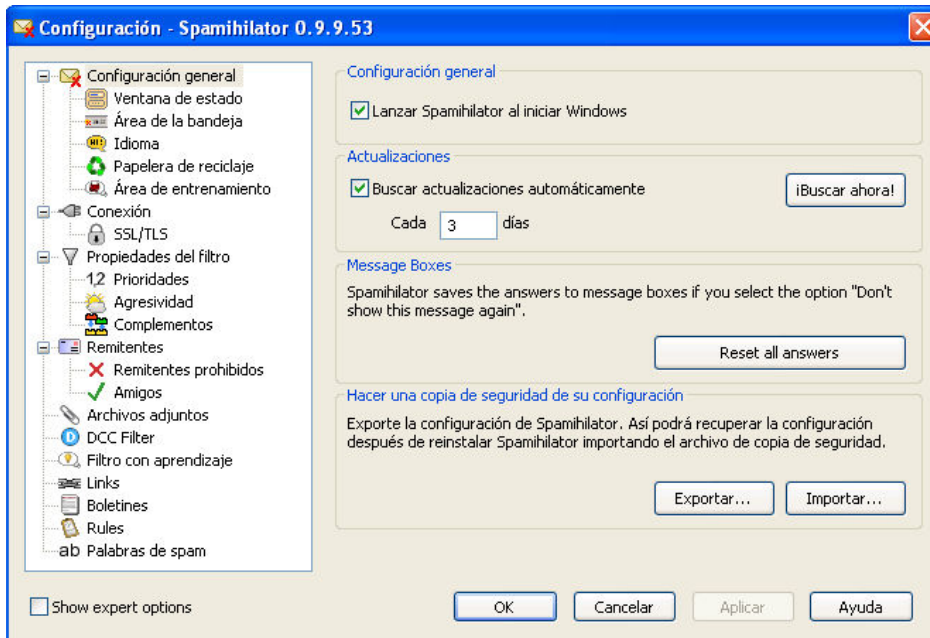 Configuración - Spamihilator 0.9.9.53
Configuración general
Ventana de estado
Área de la bandeja
Idioma
Papelera de reciclaje
Área de entrenamiento
Conexión
SSL/TLS
Propiedades del filtro
1,2 Prioridades
Agresividad
Complementos
Remitentes
Remitentes prohibidos
Amigos
Archivos adjuntos
D DCC Filter
Filtro con aprendizaje
Links
Boletines
Rules
ab Palabras de spam
Show expert options
Configuración general
Lanzar Spamihilator al iniciar Windows
Actualizaciones
Buscar actualizaciones automáticamente
¡Buscar ahora!
Cada 3 días
Message Boxes
Spamihilator saves the answers to message boxes if you select the option "Don't
show this message again".
Reset all answers
Hacer una copia de seguridad de su configuración
Exporte la configuración de Spamihilator. Así podrá recuperar la configuración
después de reinstalar Spamihilator importando el archivo de copia de seguridad.
Exportar... Importar...
OK Cancelar Aplicar Ayuda